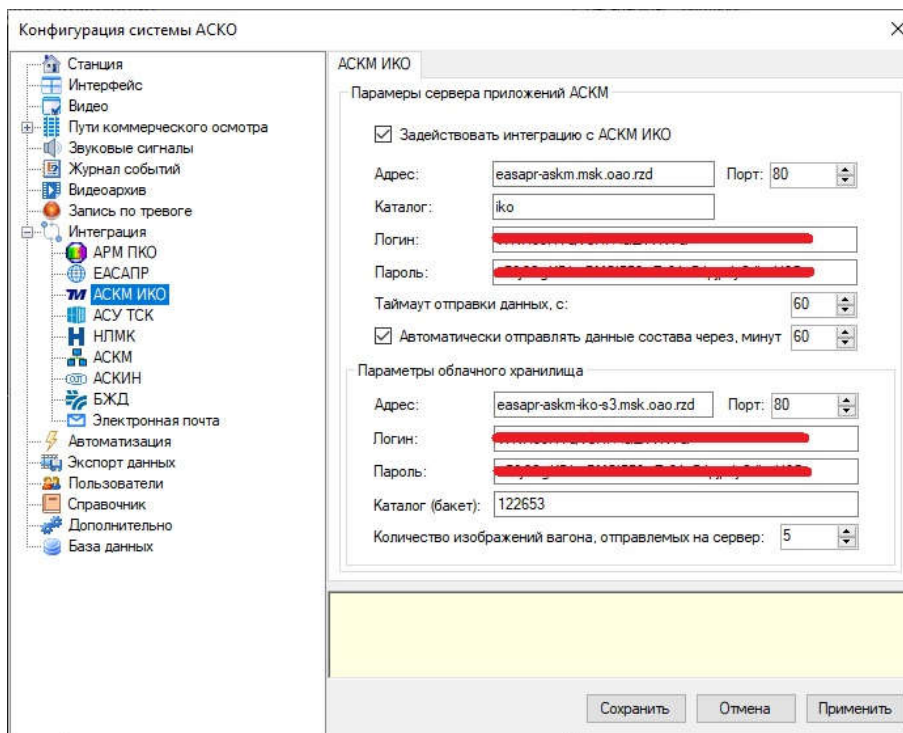 Конфигурация системы АСКО
Станция
Интерфейс
Видео
Пути коммерческого осмотра
Звуковые сигналы
Журнал событий
Видеоархив
Запись по тревоге
Интеграция
АРМ ПКО
ЕАСАПР
АСКМ ИКО
АСУ ТСК
НЛМК
АСКМ
АСКИН
БЖД
Электронная почта
Автоматизация
Экспорт данных
Пользователи
Справочник
Дополнительно
База данных
АСКМ ИКО
Парамеры сервера приложений АСКМ
Задействовать интеграцию с АСКМ ИКО
Адрес: easapr-askm.msk.oao.rzd Порт: 80
Каталог: iko
Логин:
Пароль:
Таймаут отправки данных, с: 60
Автоматически отправлять данные состава через, минут 60
Параметры облачного хранилища
Адрес: easapr-askm-iko-s3.msk.oao.rzd Порт: 80
Логин:
Пароль:
Каталог (бакет): 122653
Количество изображений вагона, отправлемых на сервер: 5
Сохранить Отмена Применить